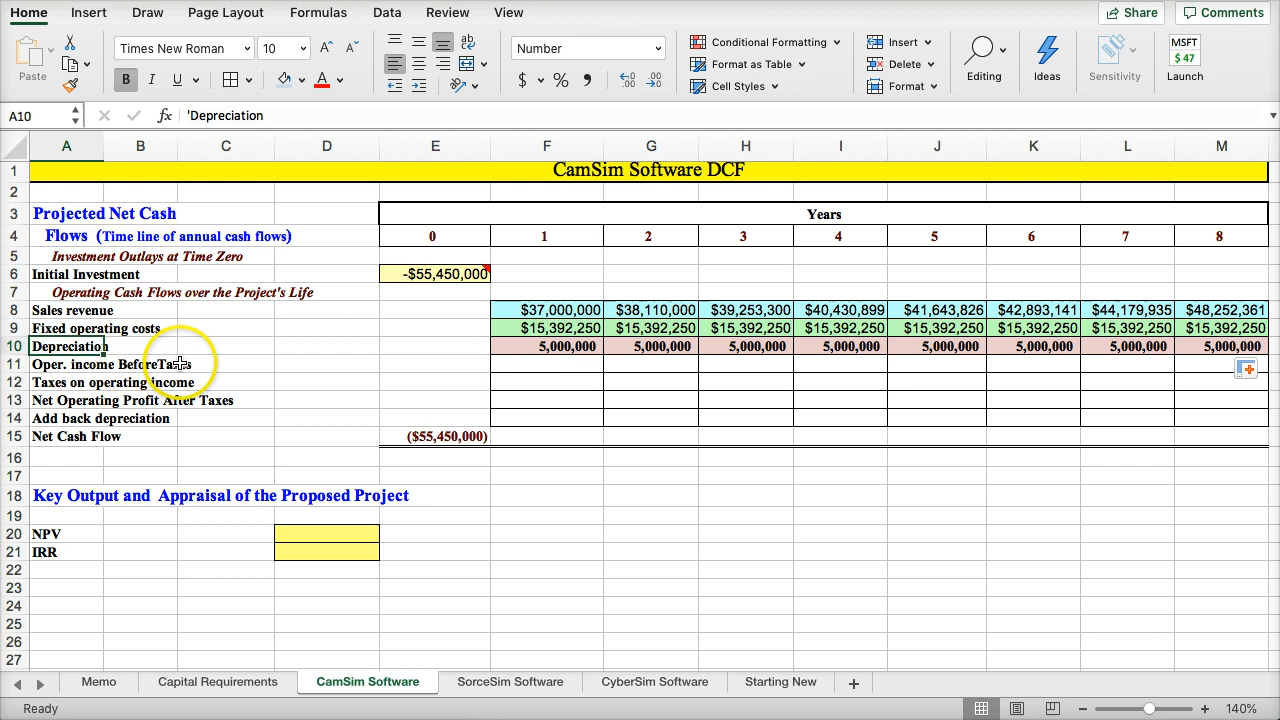 Home Insert Draw Page Layout Formulas Data Review View Share Comments
Paste Times New Roman 10 A A ab Number Conditional Formatting Insert MSFT
B I U A $ % Format as Table Delete $ 47
Cell Styles Format Editing Ideas Sensitivity Launch
A10 fx 'Depreciation
A B C D E F G H I J K L M
1 CamSim Software DCF
2
3 Projected Net Cash Years
4 Flows (Time line of annual cash flows) 0 1 2 3 4 5 6 7 8
5 Investment Outlays at Time Zero
6 Initial Investment -$55,450,000
7 Operating Cash Flows over the Project's Life
8 Sales revenue $37,000,000 $38,110,000 $39,253,300 $40,430,899 $41,643,826 $42,893,141 $44,179,935 $48,252,361
9 Fixed operating costs $15,392,250 $15,392,250 $15,392,250 $15,392,250 $15,392,250 $15,392,250 $15,392,250 $15,392,250
10 Depreciation 5,000,000 5,000,000 5,000,000 5,000,000 5,000,000 5,000,000 5,000,000 5,000,000
11 Oper. income BeforeTaxes
12 Taxes on operating income
13 Net Operating Profit After Taxes
14 Add back depreciation
15 Net Cash Flow ($55,450,000)
16
17
18 Key Output and Appraisal of the Proposed Project
19
20 NPV
21 IRR
22
23
24
25
26
27
Memo Capital Requirements CamSim Software SorceSim Software CyberSim Software Starting New +
Ready 140%